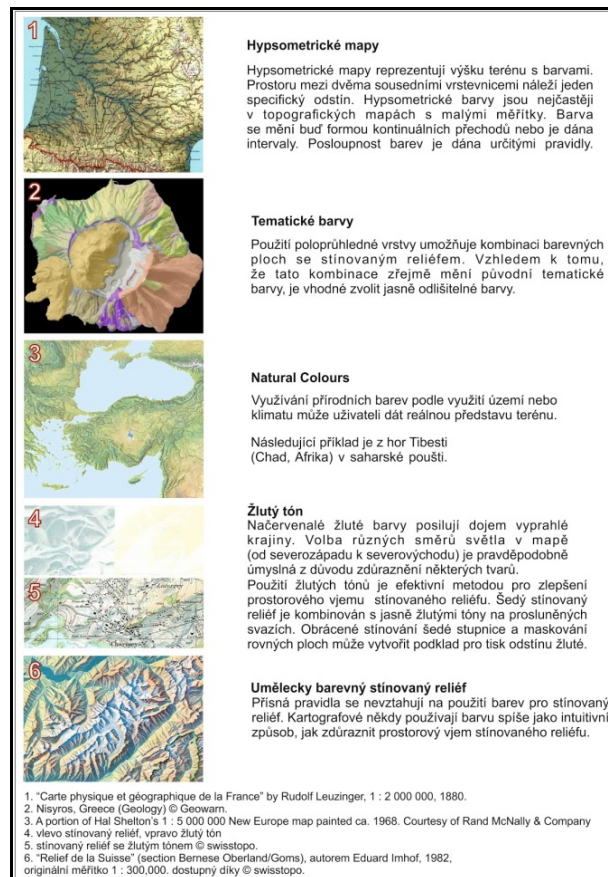 1
Hypsometrické mapy
Hypsometrické mapy reprezentují výšku terénu s barvami.
Prostoru mezi dvěma sousedními vrstevnicemi náleží jeden
specifický odstín. Hypsometrické barvy jsou nejčastěji
v topografických mapách s malými měřítky. Barva
se mění buď formou kontinuálních přechodů nebo je dána
intervaly. Posloupnost barev je dána určitými pravidly.
2
Tematické barvy
Použití poloprůhledné vrstvy umožňuje kombinaci barevných
ploch se stínovaným reliéfem. Vzhledem k tomu,
že tato kombinace zřejmě mění původní tematické
barvy, je vhodné zvolit jasně odlišitelné barvy.
3
Natural Colours
Využívání přírodních barev podle využití území nebo
klimatu může uživateli dát reálnou představu terénu.
Následující příklad je z hor Tibesti
(Chad, Afrika) v saharské poušti.
4
Žlutý tón
Načervenalé žluté barvy posilují dojem vyprahlé
krajiny. Volba různých směrů světla v mapě
(od severozápadu k severovýchodu) je pravděpodobně
úmyslná z důvodu zdůraznění některých tvarů.
5
Použití žlutých tónů je efektivní metodou pro zlepšení
prostorového vjemu stínovaného reliéfu. Šedý stínovaný
reliéf je kombinován s jasně žlutými tóny na prosluněných
svazích. Obrácené stínování šedé stupnice a maskování
rovných ploch může vytvořit podklad pro tisk odstínu žluté.
6
Umělecky barevný stínovaný reliéf
Přísná pravidla se nevztahují na použití barev pro stínovaný
reliéf. Kartografové někdy používají barvu spíše jako intuitivní
způsob, jak zdůraznit prostorový vjem stínovaného reliéfu.
1. "Carte physique et géographique de la France" by Rudolf Leuzinger, 1 : 2 000 000, 1880.
2. Nisyros, Greece (Geology) © Geowarn.
3. A portion of Hal Shelton's 1 : 5 000 000 New Europe map painted ca. 1968. Courtesy of Rand McNally & Company
4. vlevo stínovaný reliéf, vpravo žlutý tón
5. stínovaný reliéf se žlutým tónem © swisstopo.
6. "Relief de la Suisse" (section Bernese Oberland/Goms), autorem Eduard Imhof, 1982,
originální měřítko 1 : 300,000. dostupný díky © swisstopo.